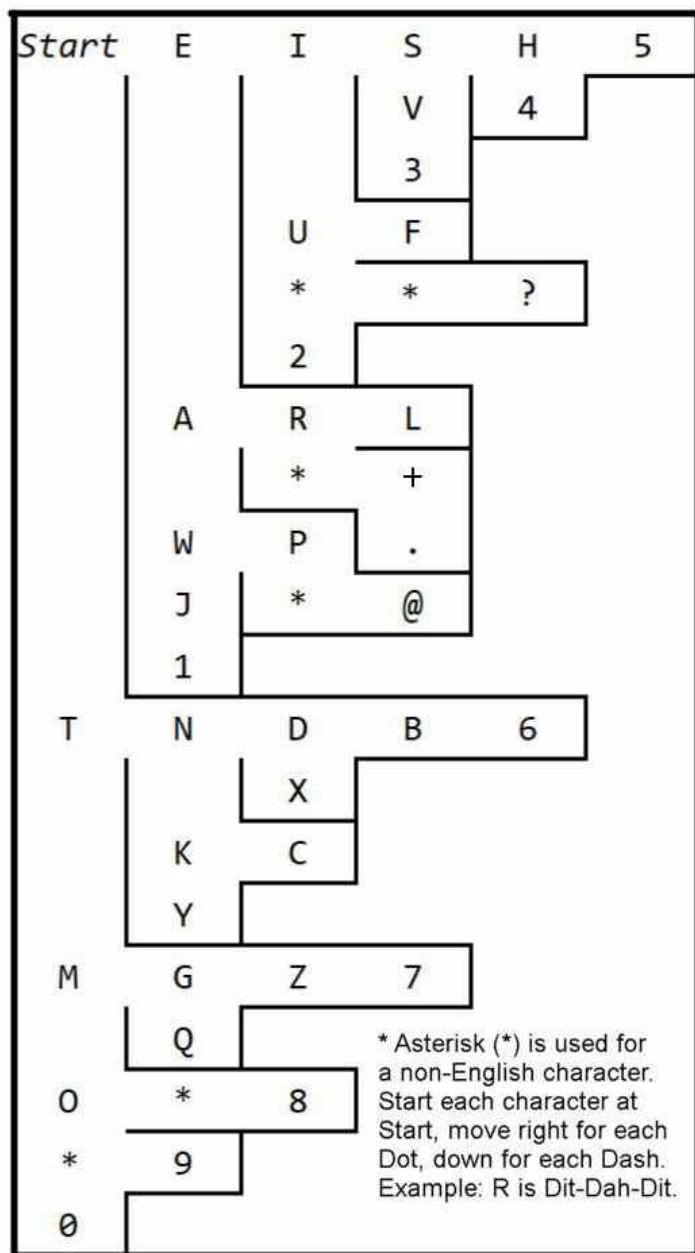 Start E I S H 5
V 4
3
U F
* * ?
2
A R L
* +
W P .
J * @
1
T N D B 6
X
K C
Y
M G Z 7
Q
O * 8
* 9
0
* Asterisk (*) is used for
a non-English character.
Start each character at
Start, move right for each
Dot, down for each Dash.
Example: R is Dit-Dah-Dit.